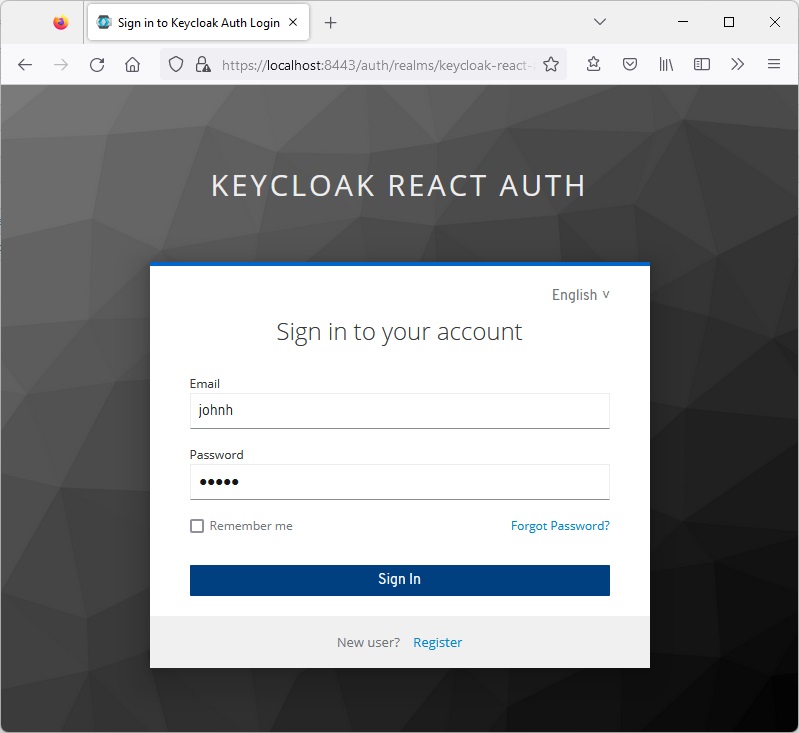 Sign in to Keycloak Auth Login
https://localhost:8443/auth/realms/keycloak-react-
KEYCLOAK REACT AUTH
English
Sign in to your account
Email
johnh
Password
•••••
Remember me Forgot Password?
Sign In
New user? Register